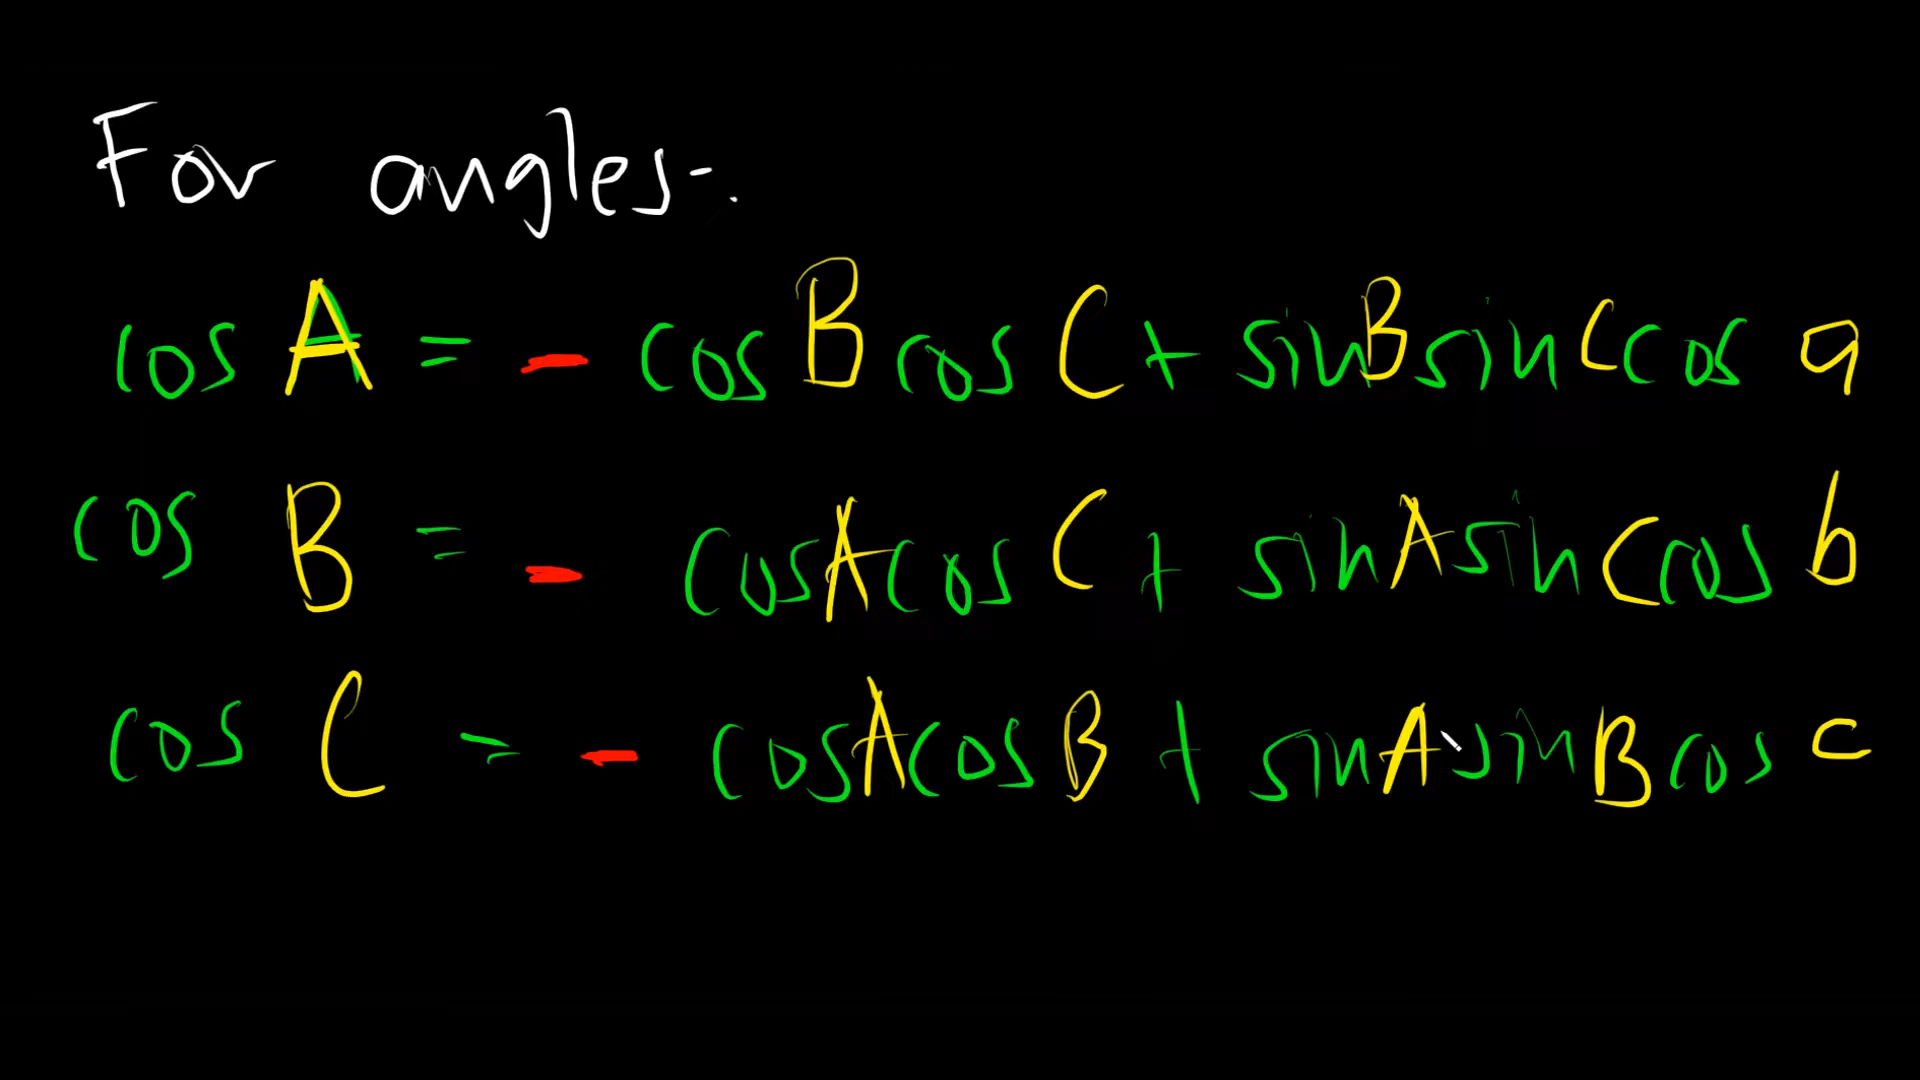 For angles-.
cos A = - cos B cos C + sin B sin C cos a
cos B = - cos A cos C + sin A sin C cos b
cos C = - cos A cos B + sin A sin B cos c